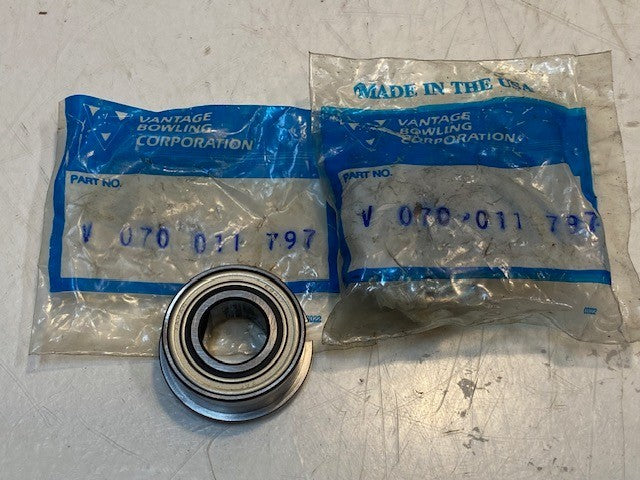 VANTAGE
BOWLING
CORPORATION
PART NO.
V 070 011 797
MADE IN THE USA
VANTAGE
BOWLING
CORPORATION
PART NO.
V 070-011 797